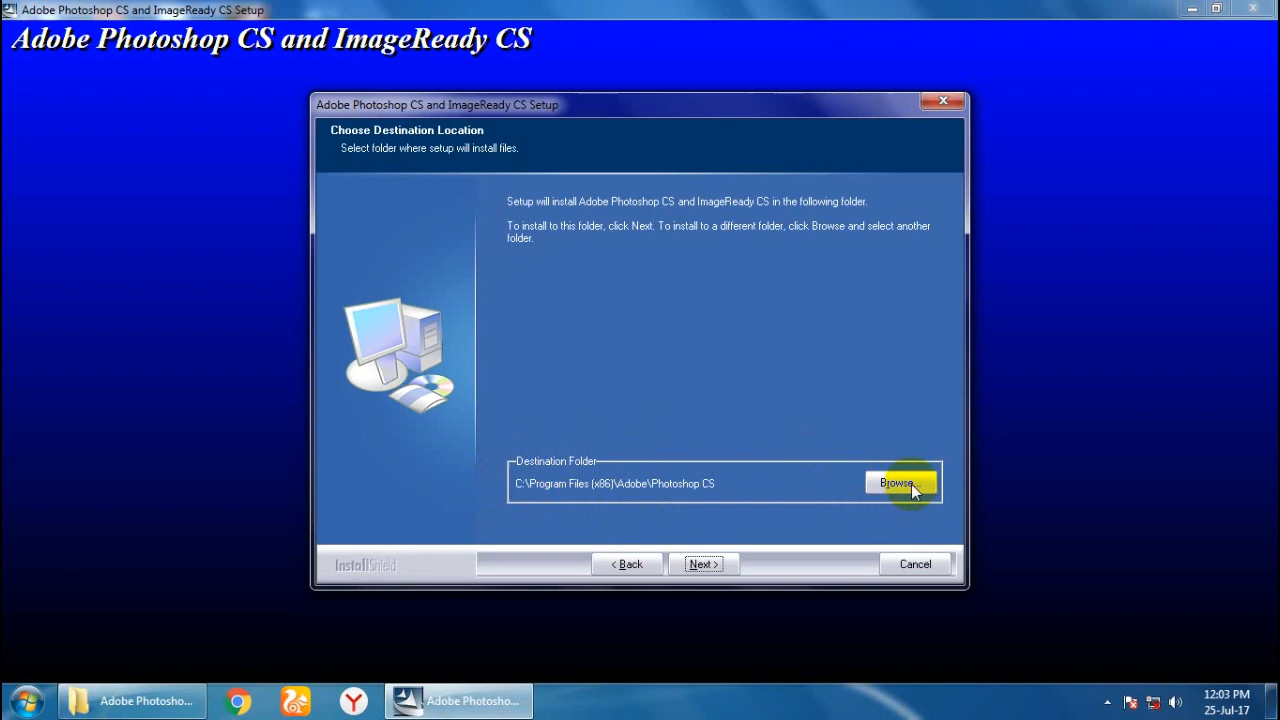 Adobe Photoshop CS and ImageReady CS Setup
Adobe Photoshop CS and ImageReady CS
Adobe Photoshop CS and ImageReady CS Setup
Choose Destination Location
Select folder where setup will install files.
Setup will install Adobe Photoshop CS and ImageReady CS in the following folder.
To install to this folder, click Next. To install to a different folder, click Browse and select another
folder.
Destination Folder
C:\Program Files (x86)\Adobe\Photoshop CS
Browse...
InstallShield
< Back
Next >
Cancel
Adobe Photosho...
Adobe Photosho...
12:03 PM
25-Jul-17